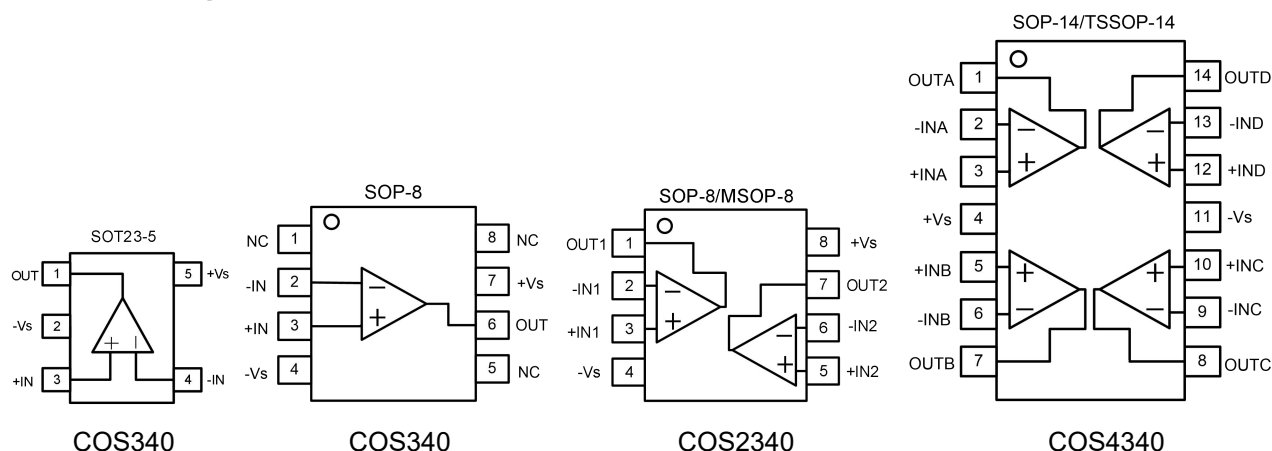 SOT23-5
OUT 1 5 +Vs
-Vs 2
+IN 3 4 -IN
COS340
SOP-8
NC 1 8 NC
-IN 2 7 +Vs
+IN 3 6 OUT
-Vs 4 5 NC
COS340
SOP-8/MSOP-8
OUT1 1 8 +Vs
-IN1 2 7 OUT2
+IN1 3 6 -IN2
-Vs 4 5 +IN2
COS2340
SOP-14/TSSOP-14
OUTA 1 14 OUTD
-INA 2 13 -IND
+INA 3 12 +IND
+Vs 4 11 -Vs
+INB 5 10 +INC
-INB 6 9 -INC
OUTB 7 8 OUTC
COS4340